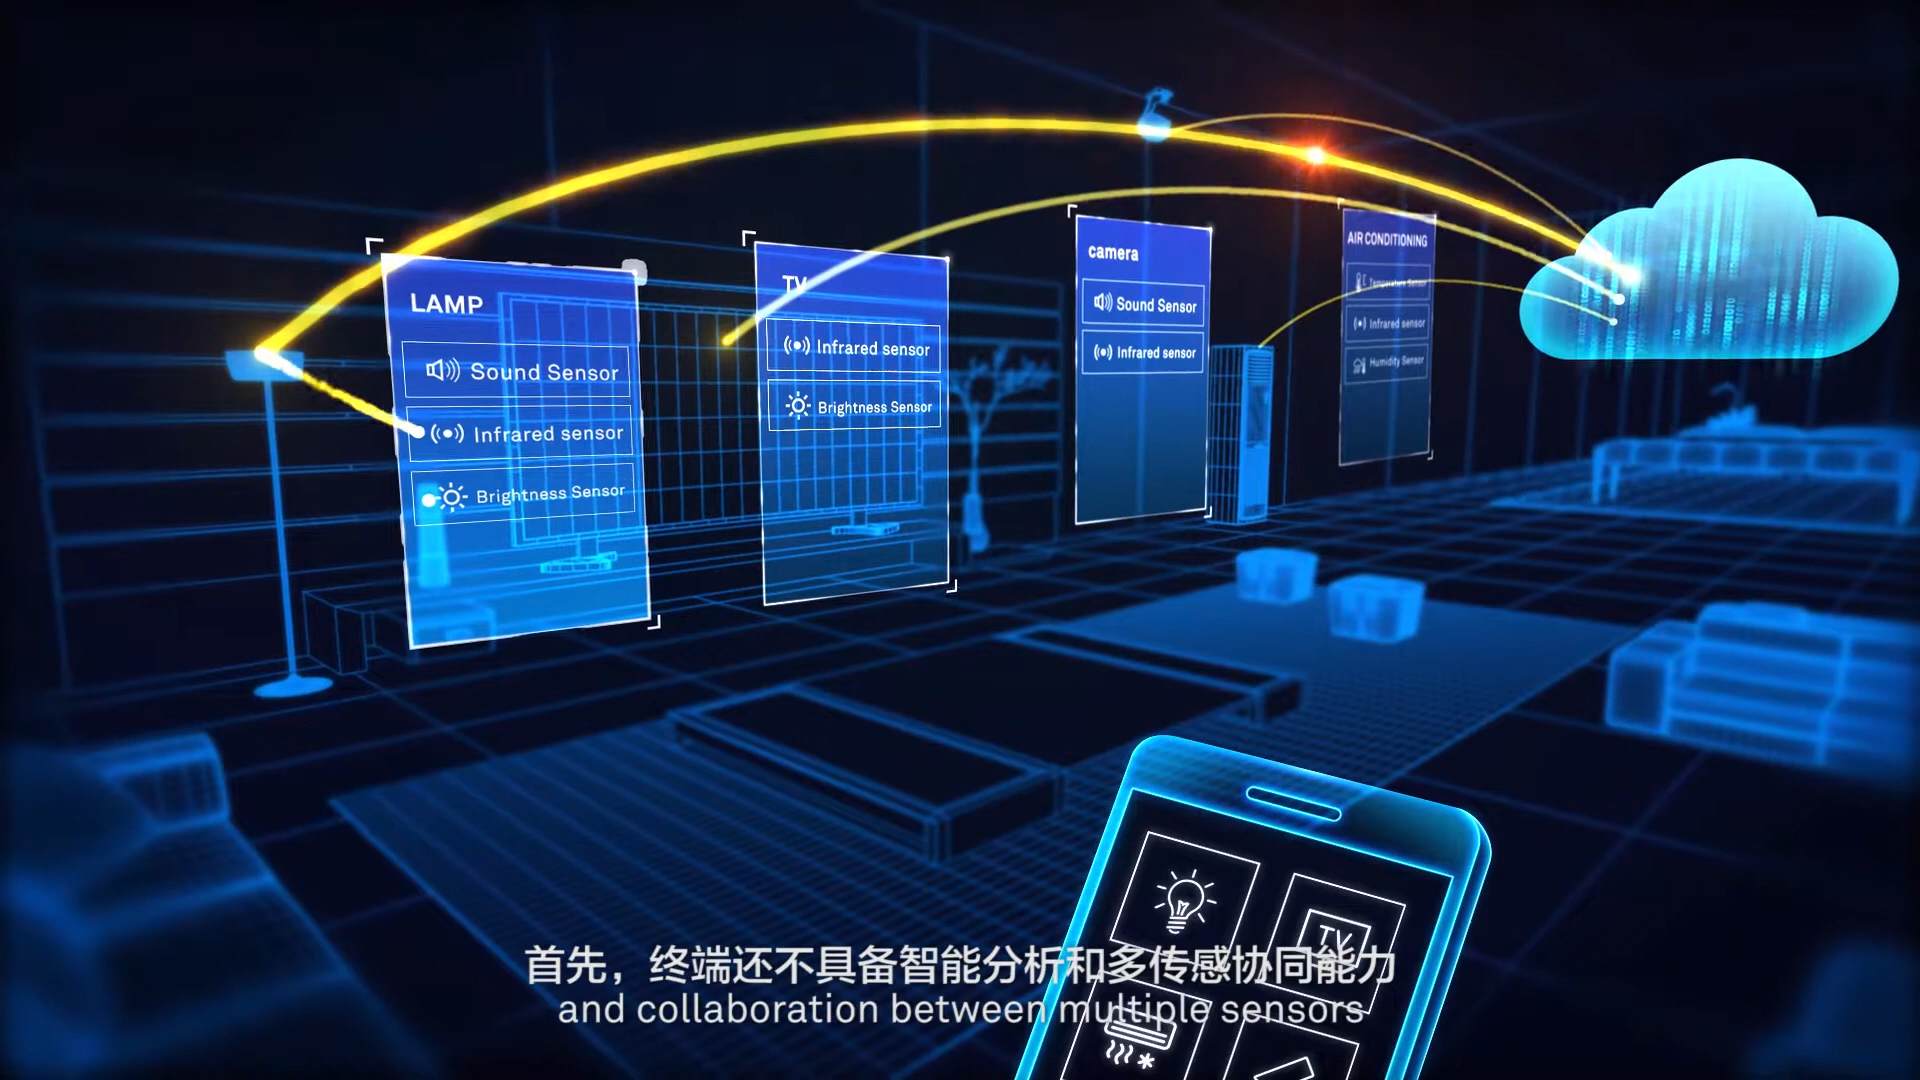 LAMP
Sound Sensor
Infrared sensor
Brightness Sensor
TV
Infrared sensor
Brightness Sensor
camera
Sound Sensor
Infrared sensor
AIR CONDITIONING
Temperature Sensor
Infrared sensor
Humidity Sensor
TV
首先，终端还不具备智能分析和多传感协同能力
and collaboration between multiple sensors